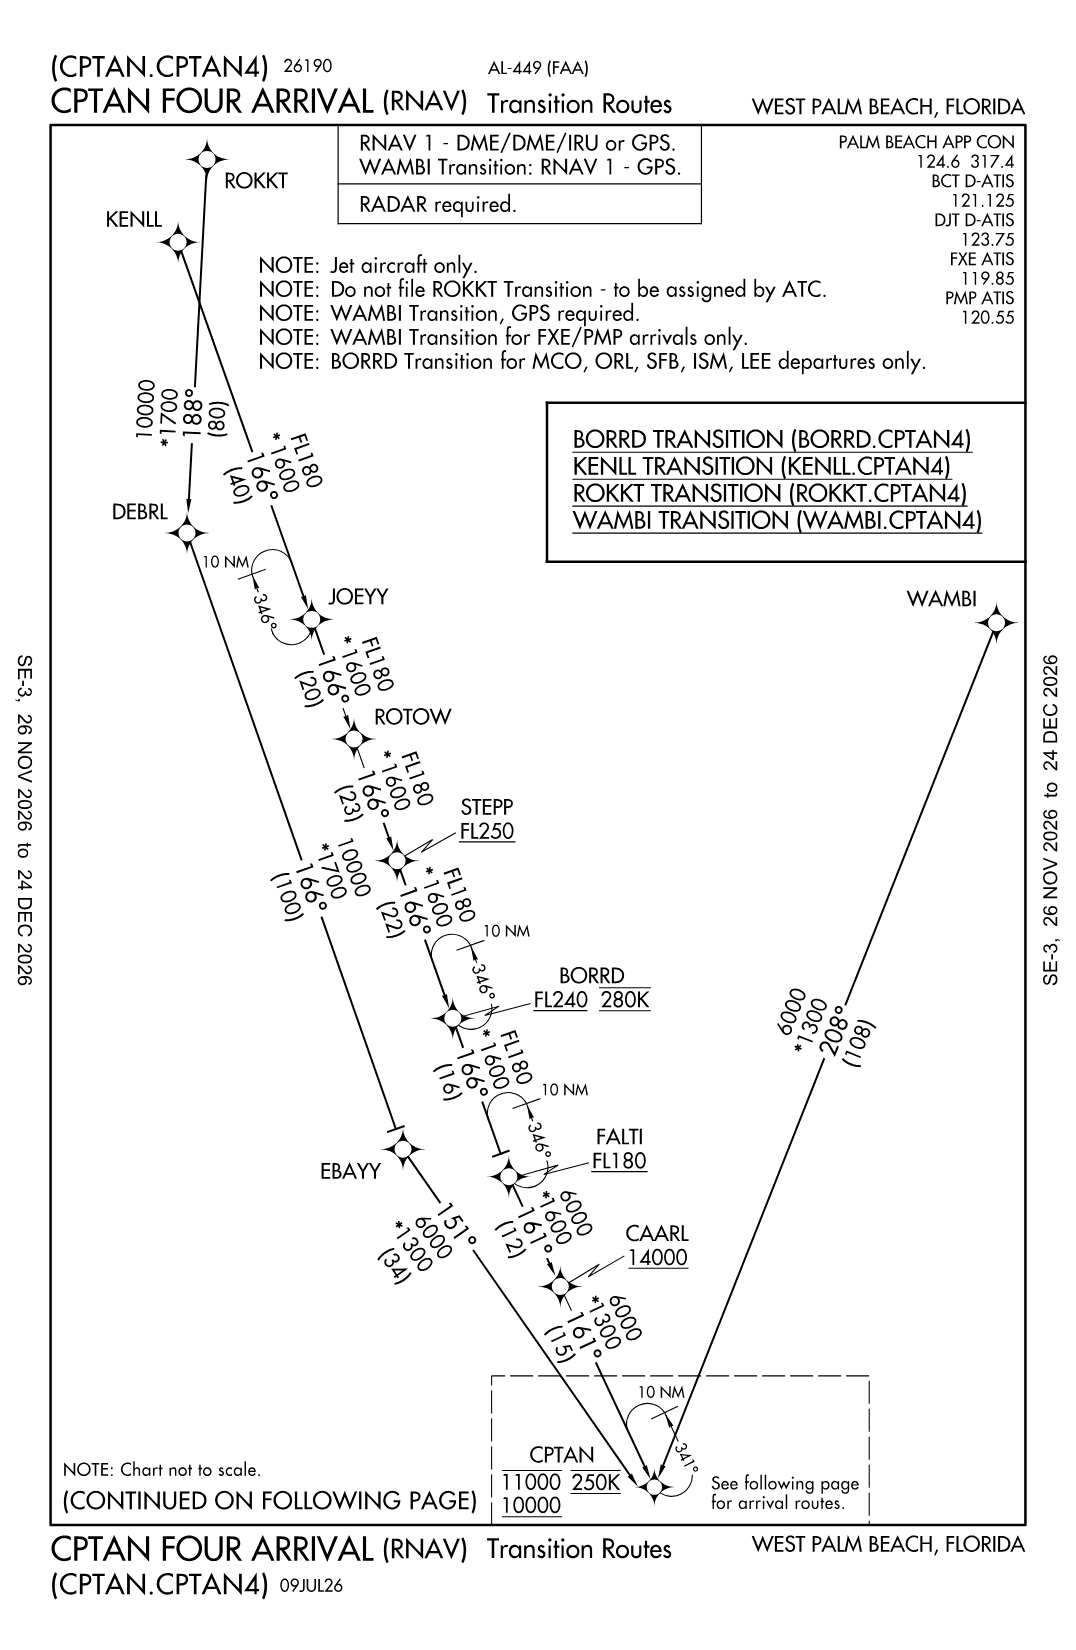 (CPTAN.CPTAN4) 26190
AL-449 (FAA)
CPTAN FOUR ARRIVAL (RNAV) Transition Routes
WEST PALM BEACH, FLORIDA
RNAV 1 - DME/DME/IRU or GPS.
WAMBI Transition: RNAV 1 - GPS.
RADAR required.
PALM BEACH APP CON
124.6 317.4
BCT D-ATIS
121.125
DJT D-ATIS
123.75
FXE ATIS
119.85
PMP ATIS
120.55
ROKKT
KENLL
NOTE: Jet aircraft only.
NOTE: Do not file ROKKT Transition - to be assigned by ATC.
NOTE: WAMBI Transition, GPS required.
NOTE: WAMBI Transition for FXE/PMP arrivals only.
NOTE: BORRD Transition for MCO, ORL, SFB, ISM, LEE departures only.
10000
*1700
188°
(80)
FL180
*1600
166°
(40)
BORRD TRANSITION (BORRD.CPTAN4)
KENLL TRANSITION (KENLL.CPTAN4)
ROKKT TRANSITION (ROKKT.CPTAN4)
WAMBI TRANSITION (WAMBI.CPTAN4)
DEBRL
10 NM
346°
JOEYY
WAMBI
FL180
*1600
166°
(20)
ROTOW
FL180
*1600
166°
(23)
STEPP
FL250
10000
*1700
166°
(100)
FL180
*1600
166°
(22)
10 NM
346°
BORRD
FL240 280K
6000
*1300
208°
(108)
FL180
*1600
166°
(16)
10 NM
346°
FALTI
FL180
EBAYY
151°
6000
*1300
(34)
6000
*1600
161°
(12)
CAARL
14000
6000
*1300
161°
(15)
10 NM
341°
CPTAN
11000 250K
10000
See following page
for arrival routes.
NOTE: Chart not to scale.
(CONTINUED ON FOLLOWING PAGE)
SE-3, 26 NOV 2026 to 24 DEC 2026
SE-3, 26 NOV 2026 to 24 DEC 2026
CPTAN FOUR ARRIVAL (RNAV) Transition Routes
WEST PALM BEACH, FLORIDA
(CPTAN.CPTAN4) 09JUL26